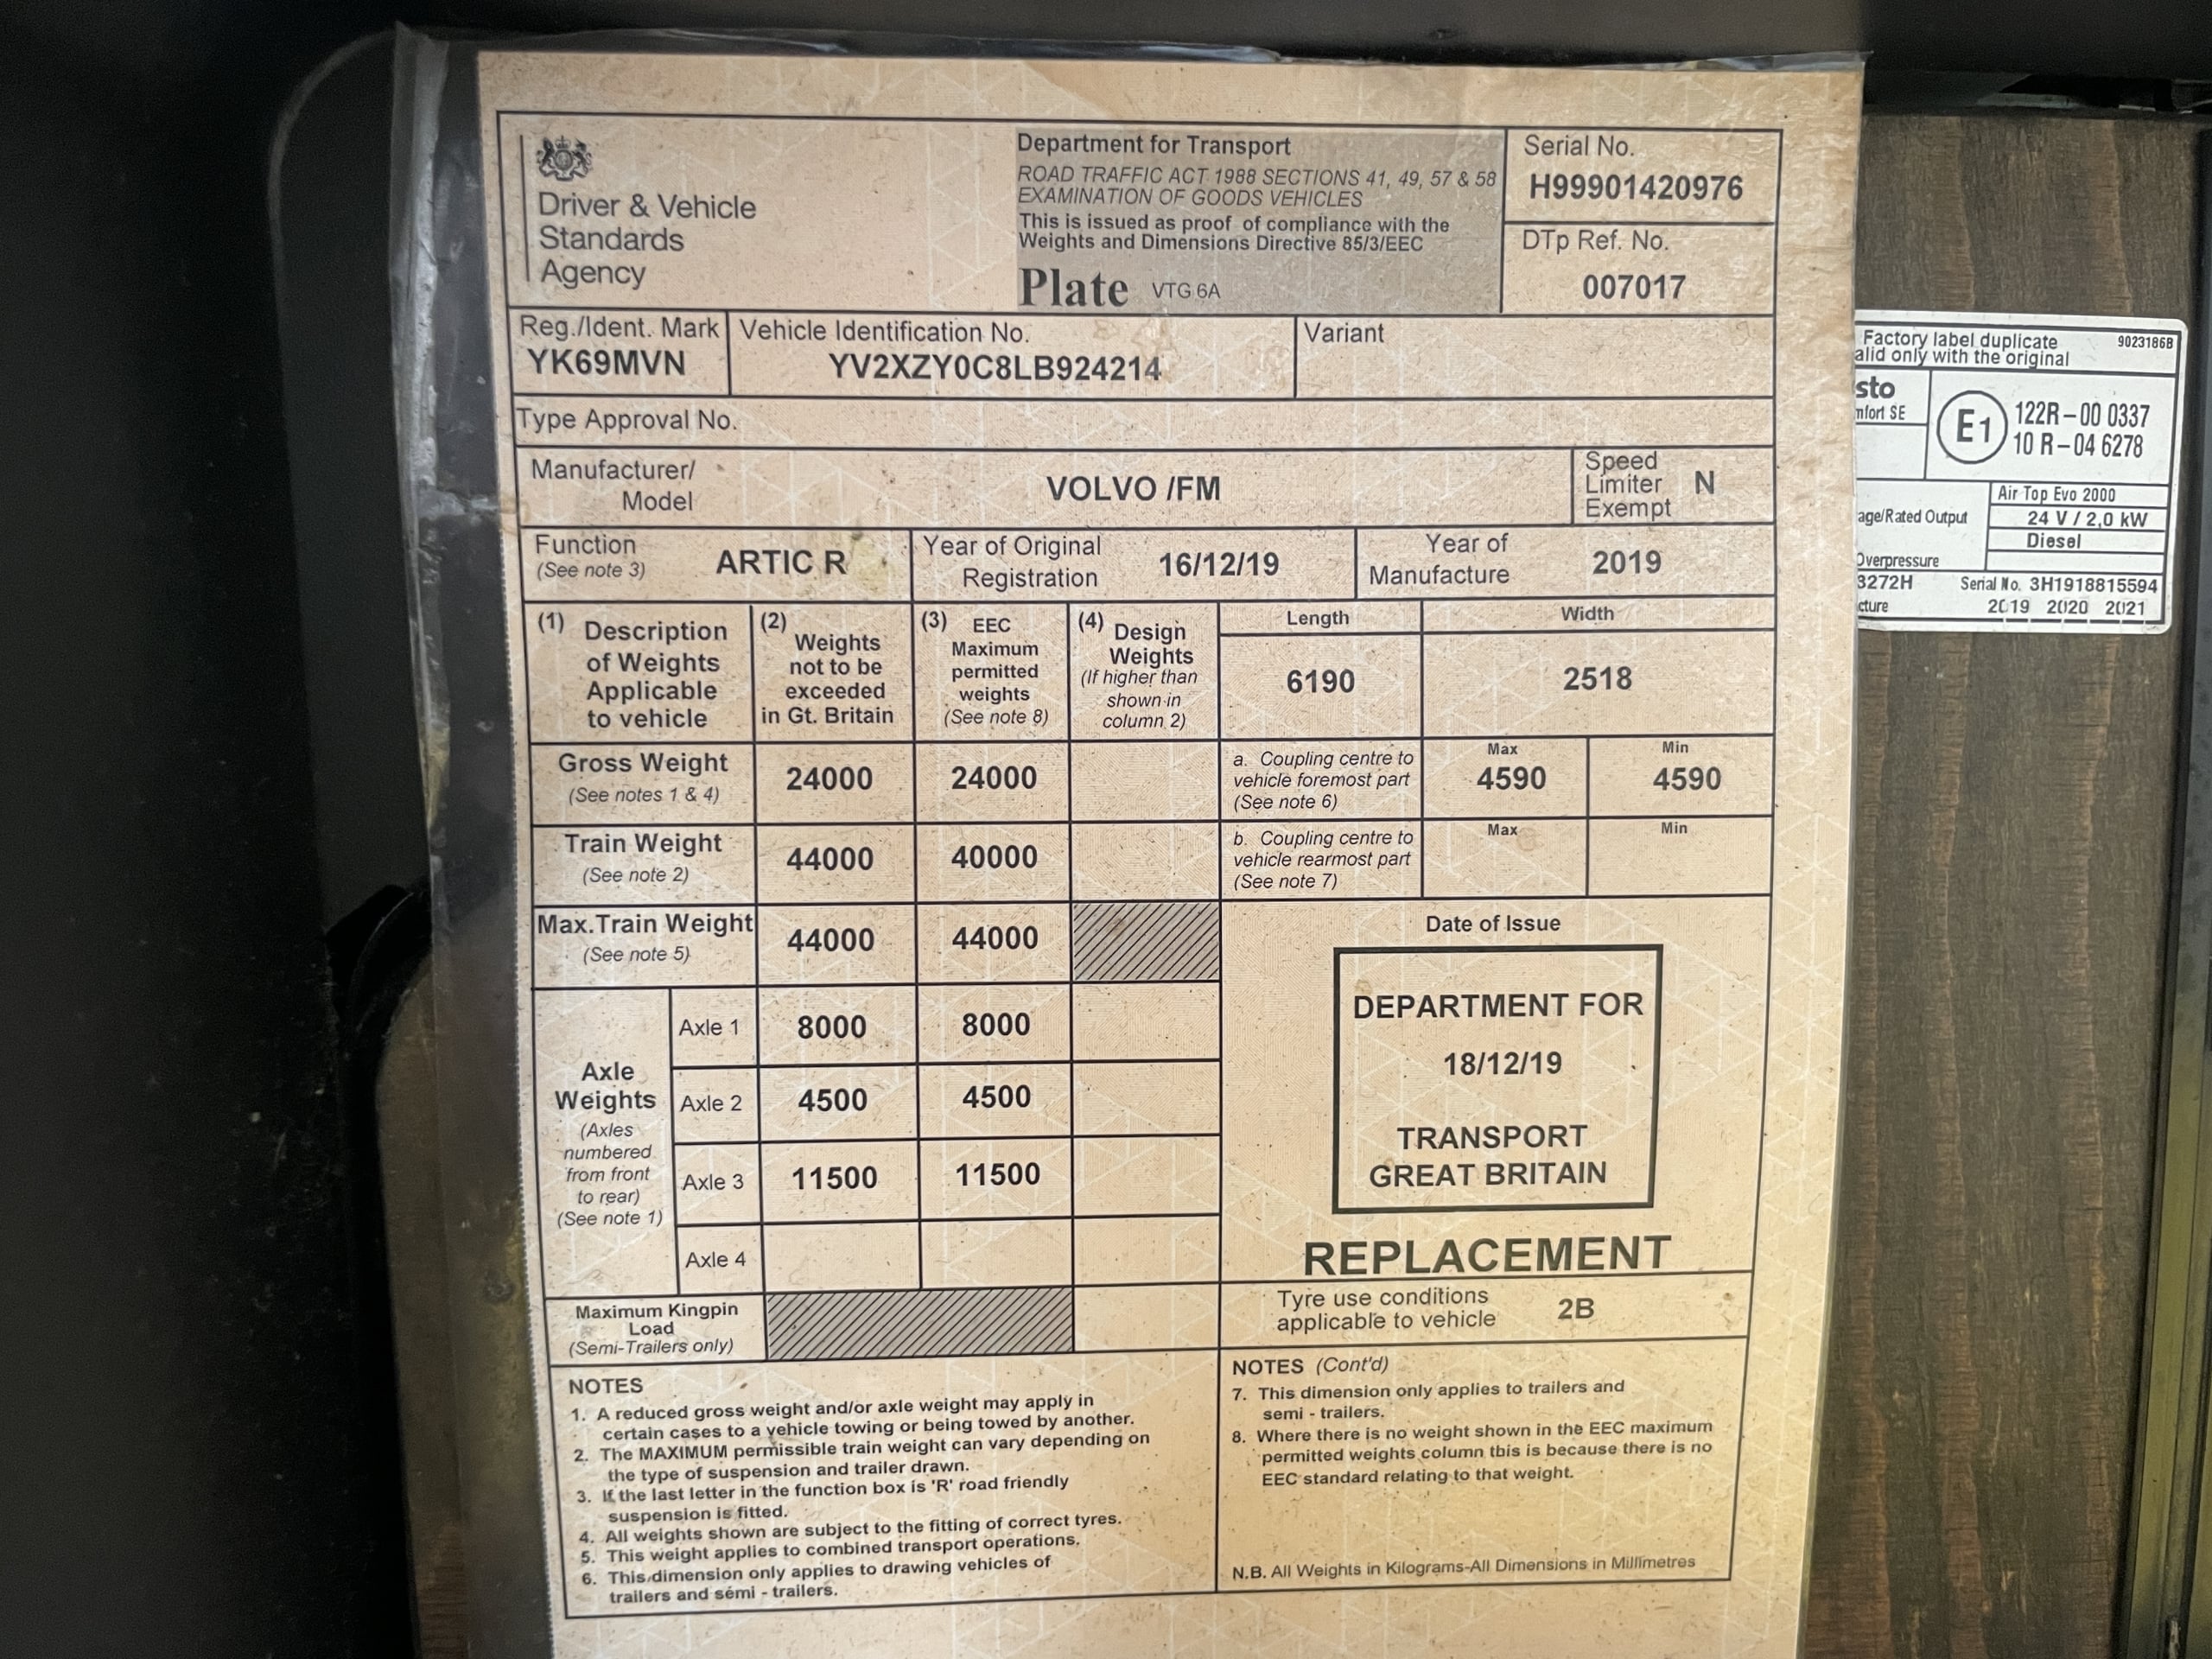 Driver & Vehicle
Standards
Agency
Department for Transport
ROAD TRAFFIC ACT 1988 SECTIONS 41, 49, 57 & 58
EXAMINATION OF GOODS VEHICLES
This is issued as proof of compliance with the
Weights and Dimensions Directive 85/3/EEC
Plate VTG 6A
Serial No.
H99901420976
DTp Ref. No.
007017
Reg./Ident. Mark
YK69MVN
Vehicle Identification No.
YV2XZY0C8LB924214
Variant
Type Approval No.
Manufacturer/
Model
VOLVO /FM
Speed
Limiter
Exempt
N
Function
(See note 3)
ARTIC R
Year of Original
Registration
16/12/19
Year of
Manufacture
2019
(1) Description
of Weights
Applicable
to vehicle
(2) Weights
not to be
exceeded
in Gt. Britain
(3) EEC
Maximum
permitted
weights
(See note 8)
(4) Design
Weights
(If higher than
shown in
column 2)
Length
6190
Width
2518
Gross Weight
(See notes 1 & 4)
24000
24000
a. Coupling centre to
vehicle foremost part
(See note 6)
Max
4590
Min
4590
Train Weight
(See note 2)
44000
40000
b. Coupling centre to
vehicle rearmost part
(See note 7)
Max
Min
Max.Train Weight
(See note 5)
44000
44000
Axle
Weights
(Axles
numbered
from front
to rear)
(See note 1)
Axle 1
8000
8000
Axle 2
4500
4500
Axle 3
11500
11500
Axle 4
Maximum Kingpin
Load
(Semi-Trailers only)
Date of Issue
DEPARTMENT FOR
18/12/19
TRANSPORT
GREAT BRITAIN
REPLACEMENT
Tyre use conditions
applicable to vehicle
2B
NOTES
1. A reduced gross weight and/or axle weight may apply in
certain cases to a vehicle towing or being towed by another.
2. The MAXIMUM permissible train weight can vary depending on
the type of suspension and trailer drawn.
3. If the last letter in the function box is 'R' road friendly
suspension is fitted.
4. All weights shown are subject to the fitting of correct tyres.
5. This weight applies to combined transport operations.
6. This dimension only applies to drawing vehicles of
trailers and semi - trailers.
NOTES (Cont'd)
7. This dimension only applies to trailers and
semi - trailers.
8. Where there is no weight shown in the EEC maximum
permitted weights column this is because there is no
EEC standard relating to that weight.
N.B. All Weights in Kilograms-All Dimensions in Millimetres
Factory label duplicate
alid only with the original
9023186B
sto
mfort SE
E1
122R-00 0337
10 R-04 6278
age/Rated Output
Air Top Evo 2000
24 V / 2,0 kW
Diesel
Overpressure
3272H
Serial No. 3H1918815594
cture
2019 2020 2021